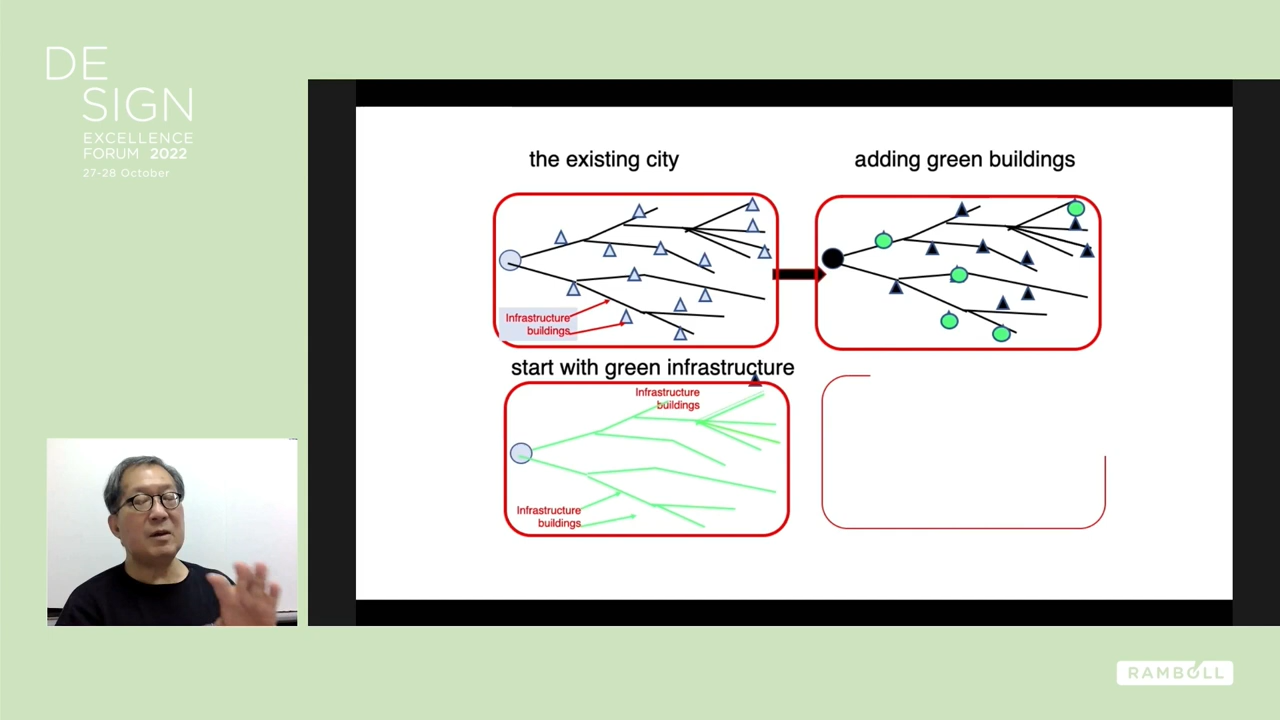 DE
SIGN
EXCELLENCE
FORUM 2022
27-28 October
the existing city
adding green buildings
Infrastructure
buildings
start with green infrastructure
Infrastructure
buildings
Infrastructure
buildings
RAMBOLL